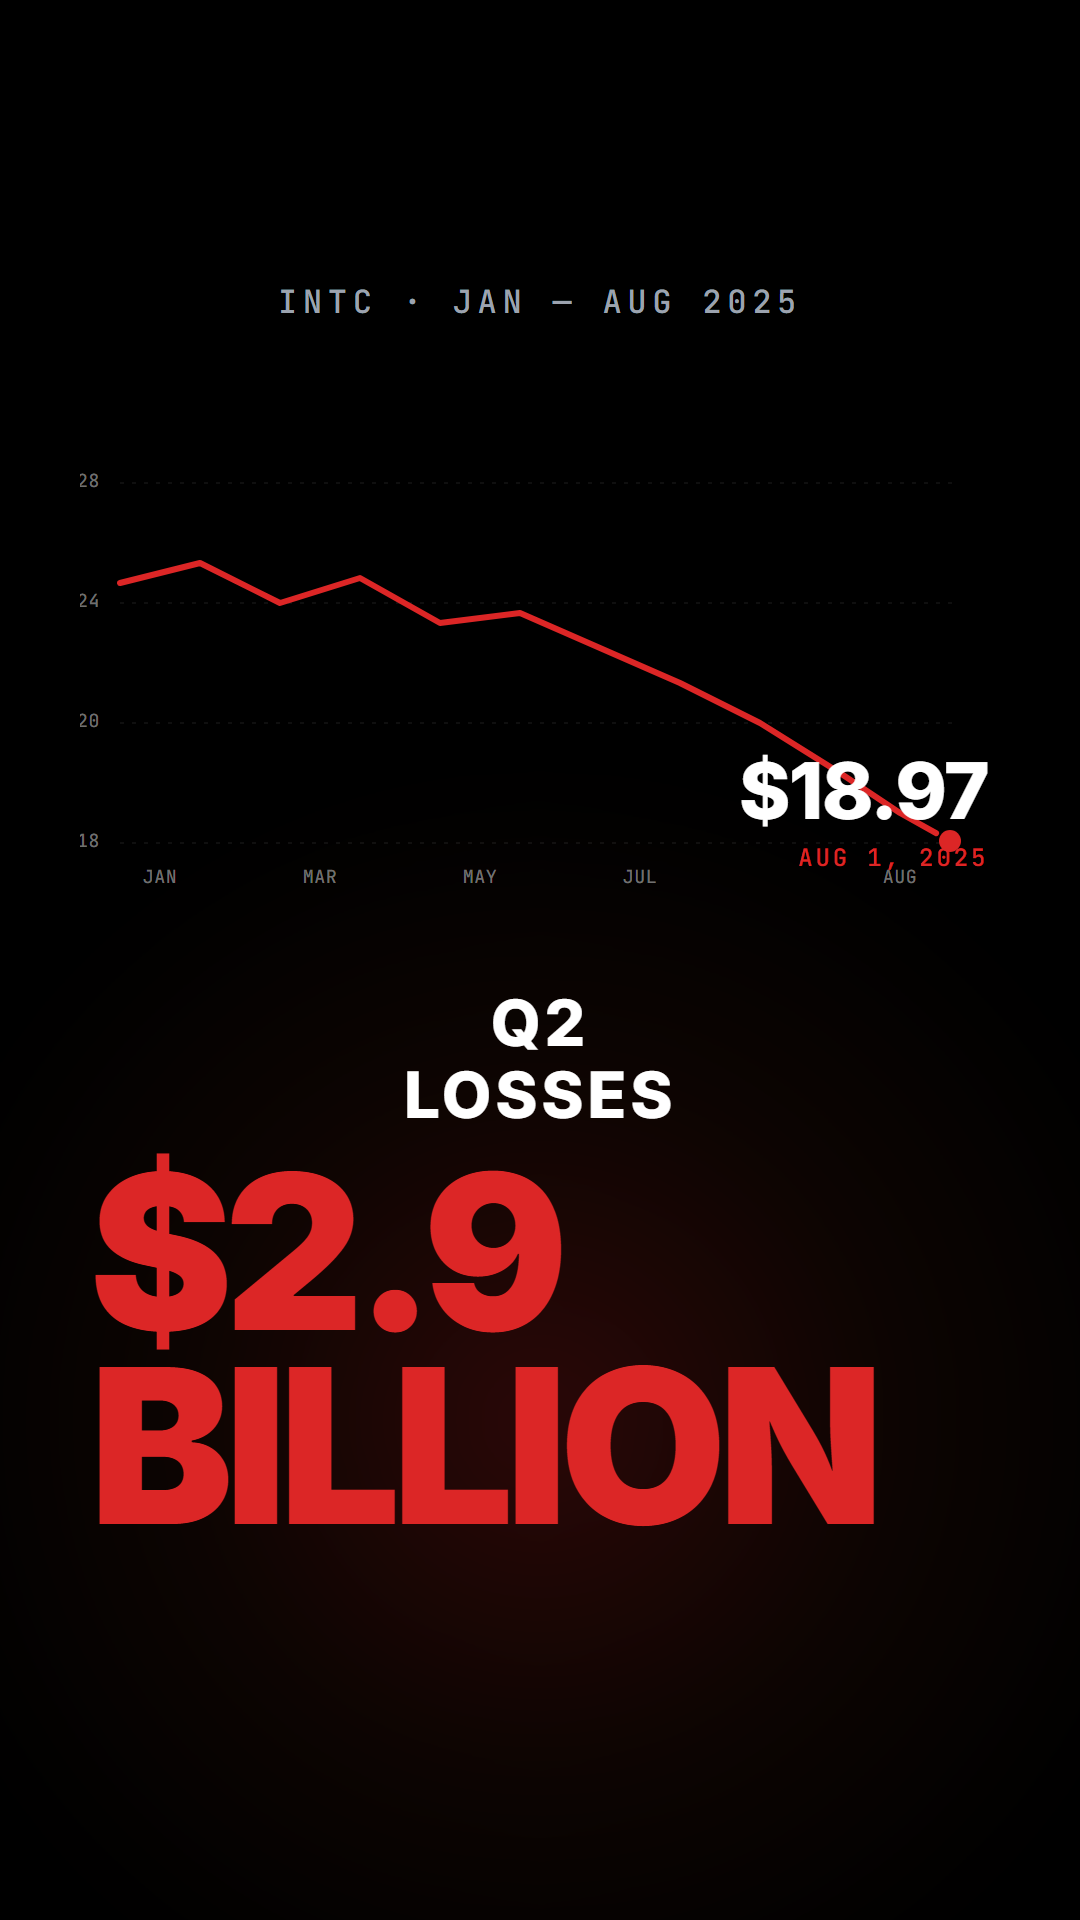 INTC · JAN — AUG 2025
28
24
20
$18.97
18
AUG 1, 2025
JAN MAR MAY JUL AUG
Q2
LOSSES
$2.9
BILLION